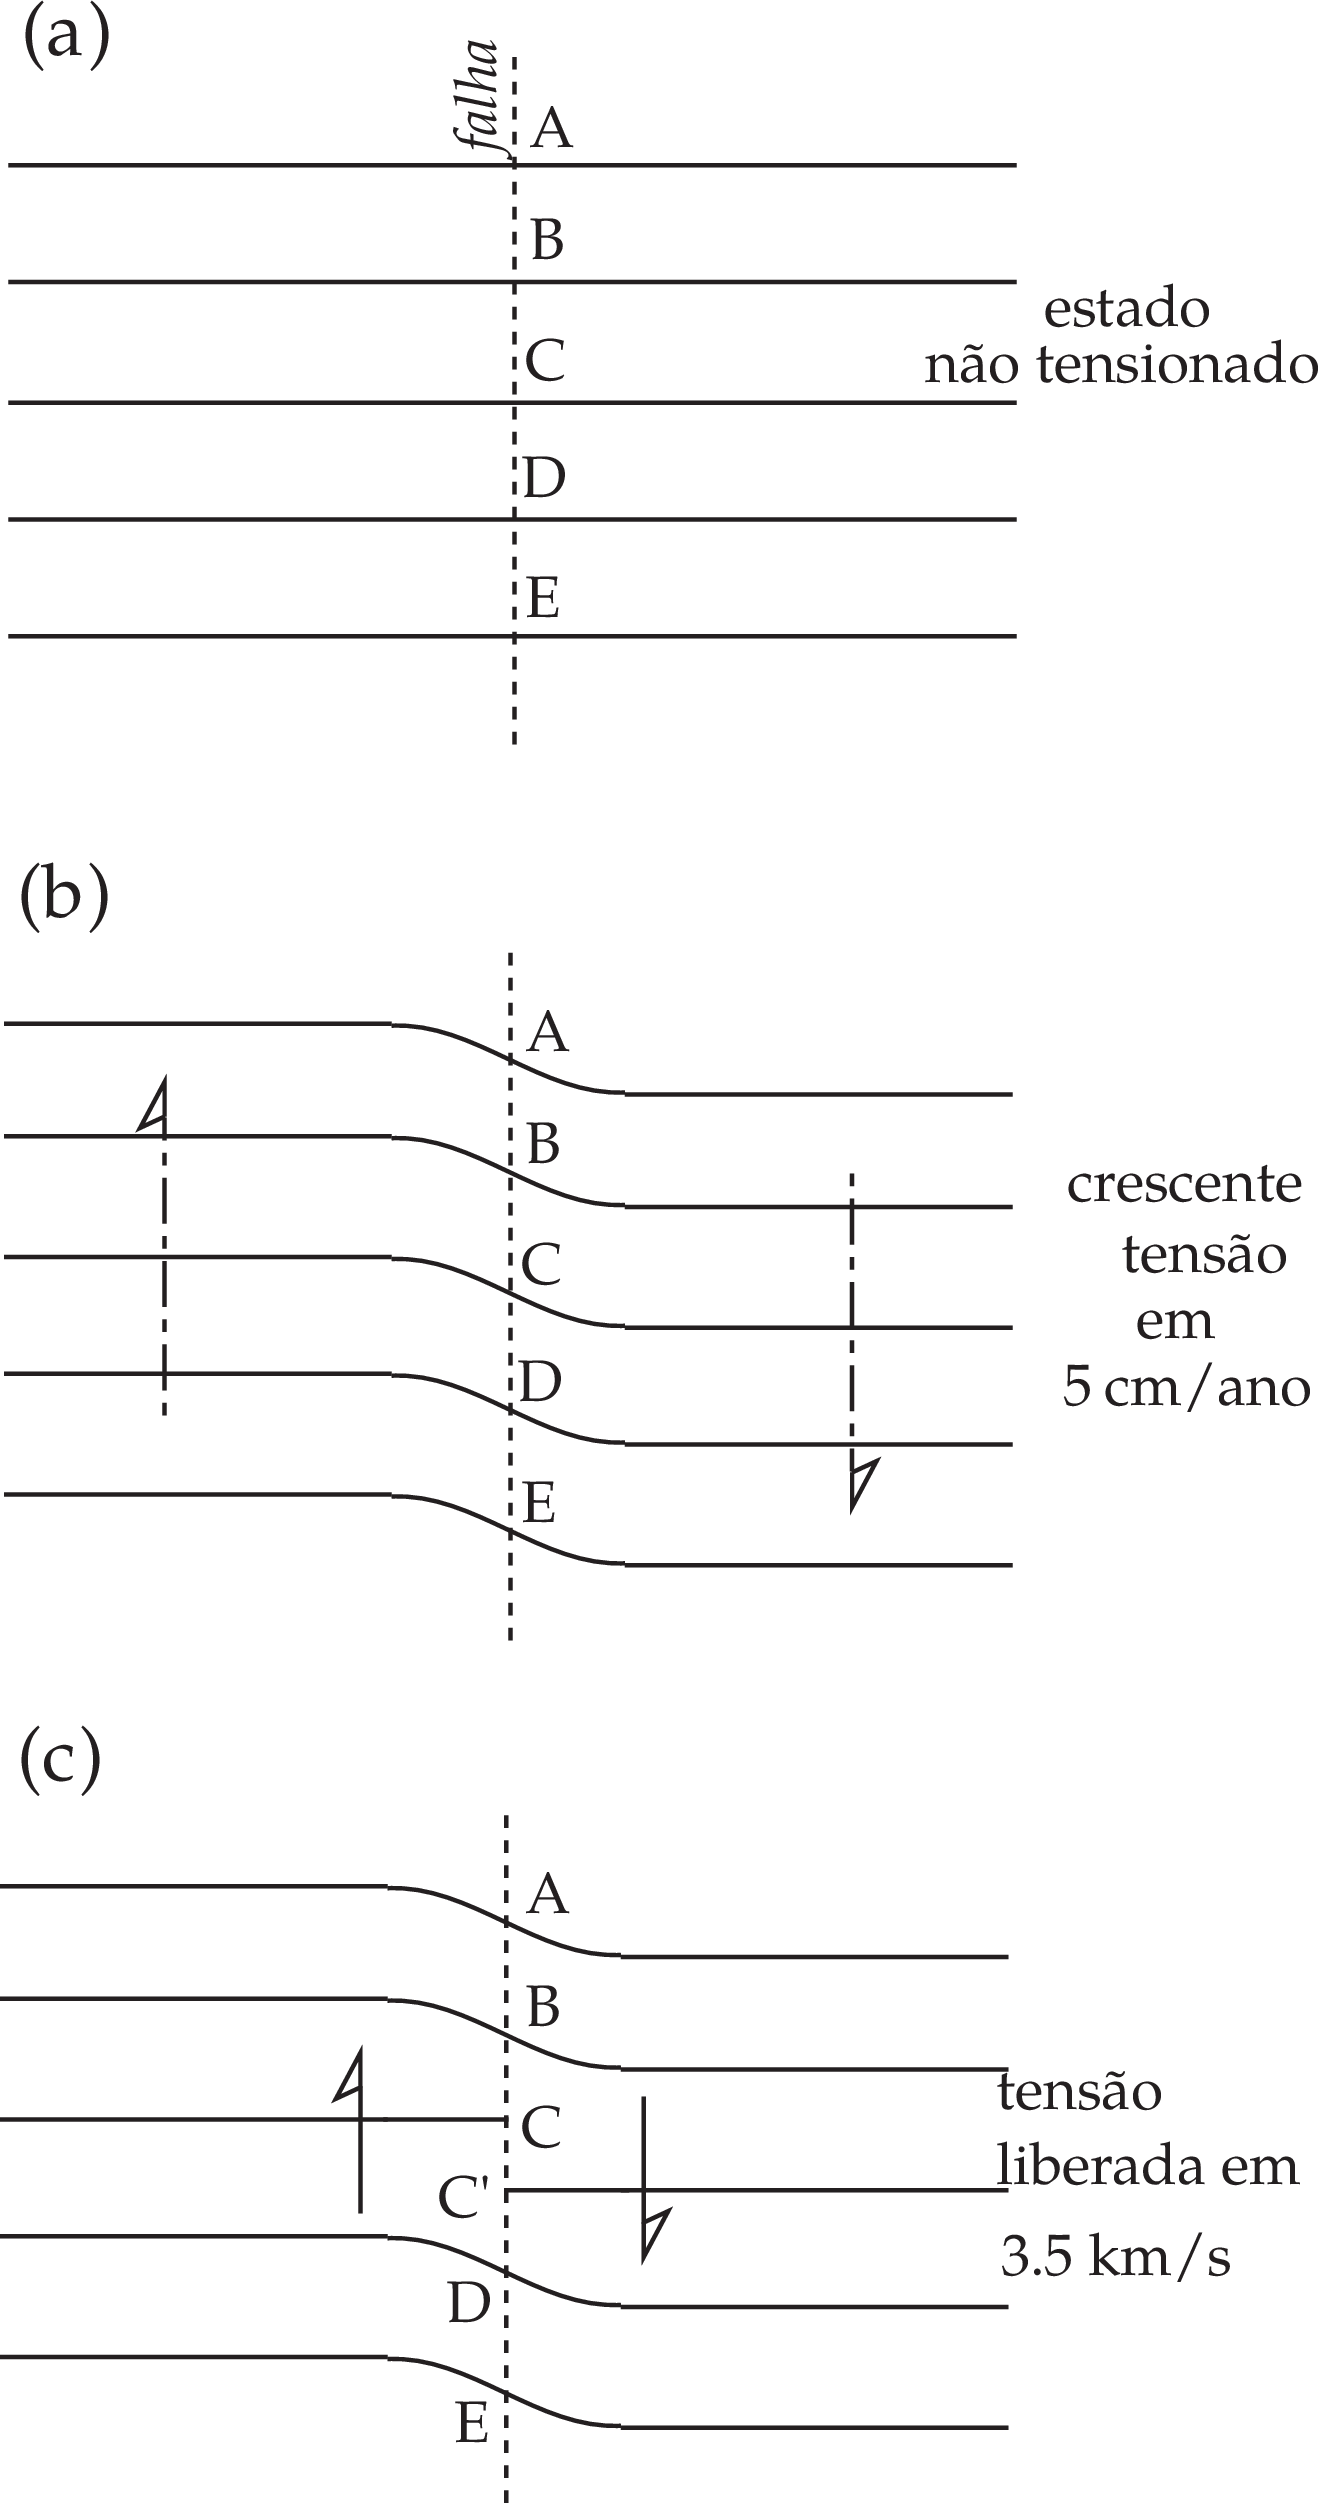 (a)
falha
A
B
C
D
E
estado
não tensionado
(b)
A
B
C
D
E
crescente
tensão
em
5 cm/ano
(c)
A
B
C
C'
D
E
tensão
liberada em
3.5 km/s